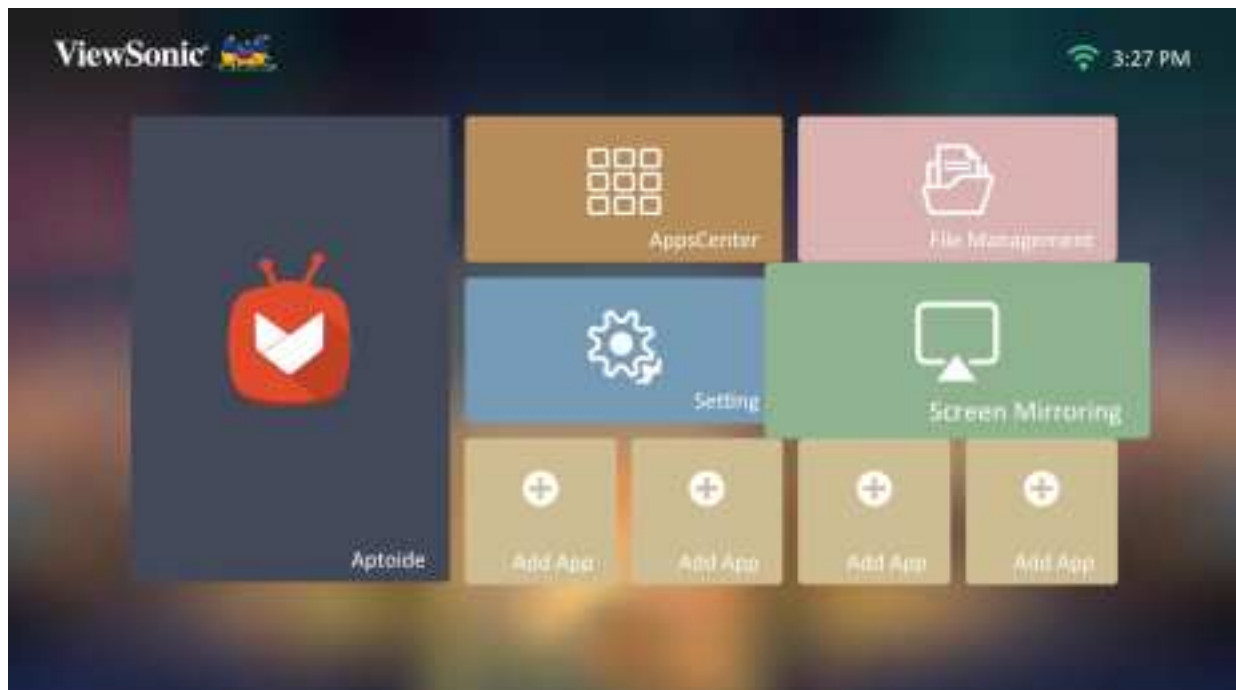 ViewSonic
3:27 PM
AppsCenter
File Management
Setting
Screen Mirroring
Aptoide
Add App
Add App
Add App
Add App